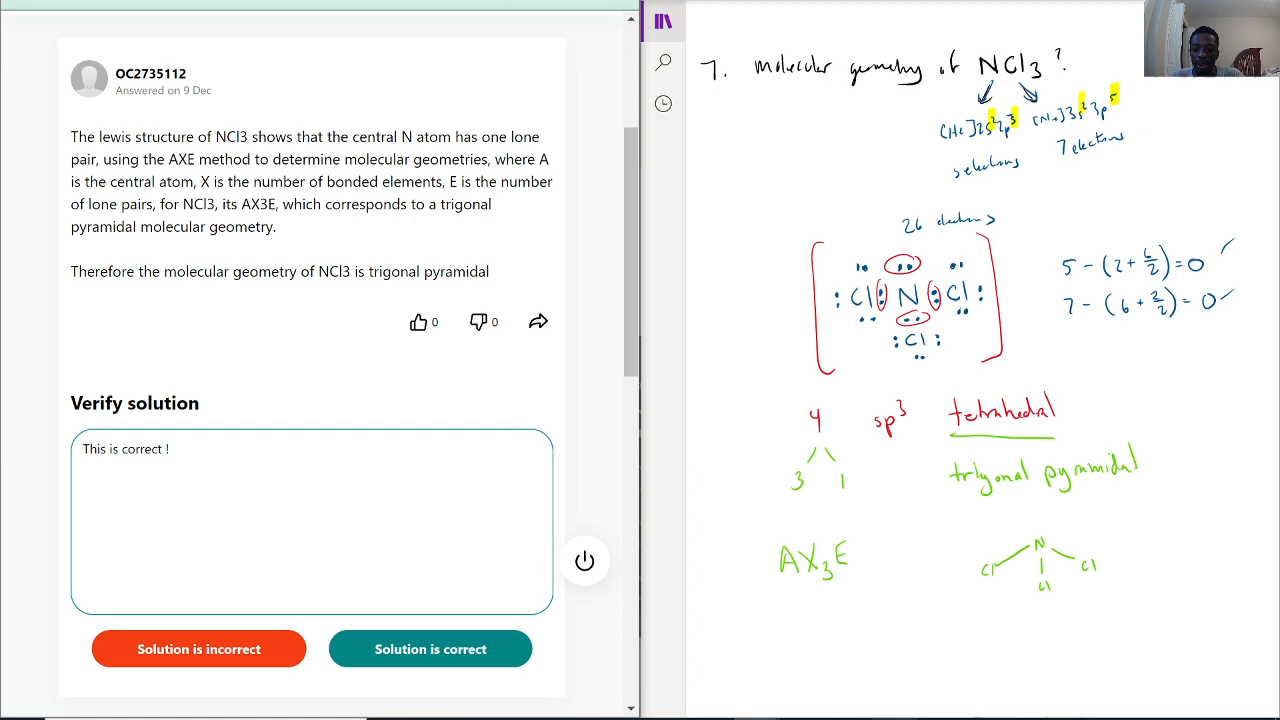 OC2735112
Answered on 9 Dec
The lewis structure of NCl3 shows that the central N atom has one lone
pair, using the AXE method to determine molecular geometries, where A
is the central atom, X is the number of bonded elements, E is the number
of lone pairs, for NCl3, its AX3E, which corresponds to a trigonal
pyramidal molecular geometry.
Therefore the molecular geometry of NCl3 is trigonal pyramidal
0
0
Verify solution
This is correct !
Solution is incorrect
Solution is correct
7. molecular geometry of NCl3?
[He]2s²2p³ [Ne]3s²3p⁵
5 electrons 7 electrons
26 electrons
:Cl : N : Cl:
:Cl:
5 - (2 + 6/2) = 0 ✓
7 - (6 + 2/2) = 0 ✓
4 sp³ tetrahedral
3 1 trigonal pyramidal
AX₃E
N
Cl Cl
Cl